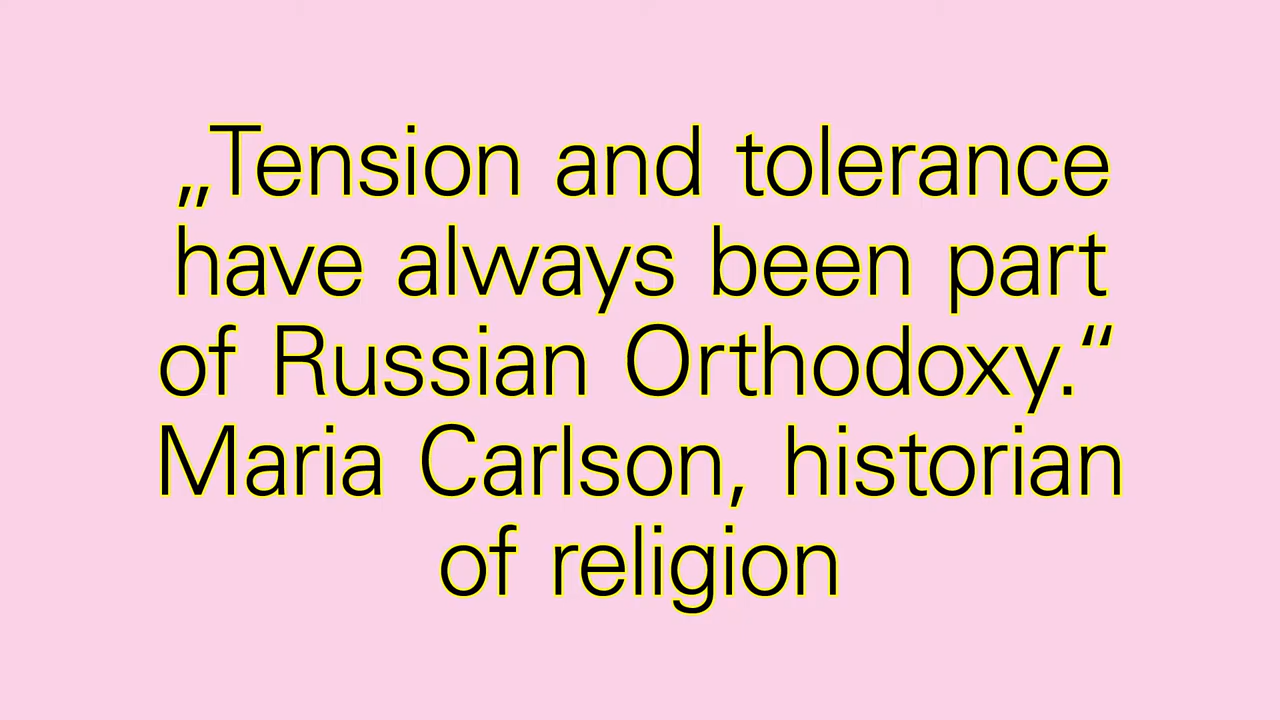 „Tension and tolerance
have always been part
of Russian Orthodoxy.“
Maria Carlson, historian
of religion